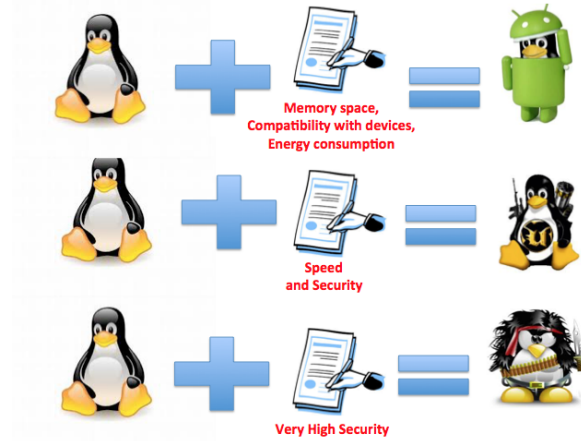 Memory space,
Compatibility with devices,
Energy consumption
Speed
and Security
Very High Security